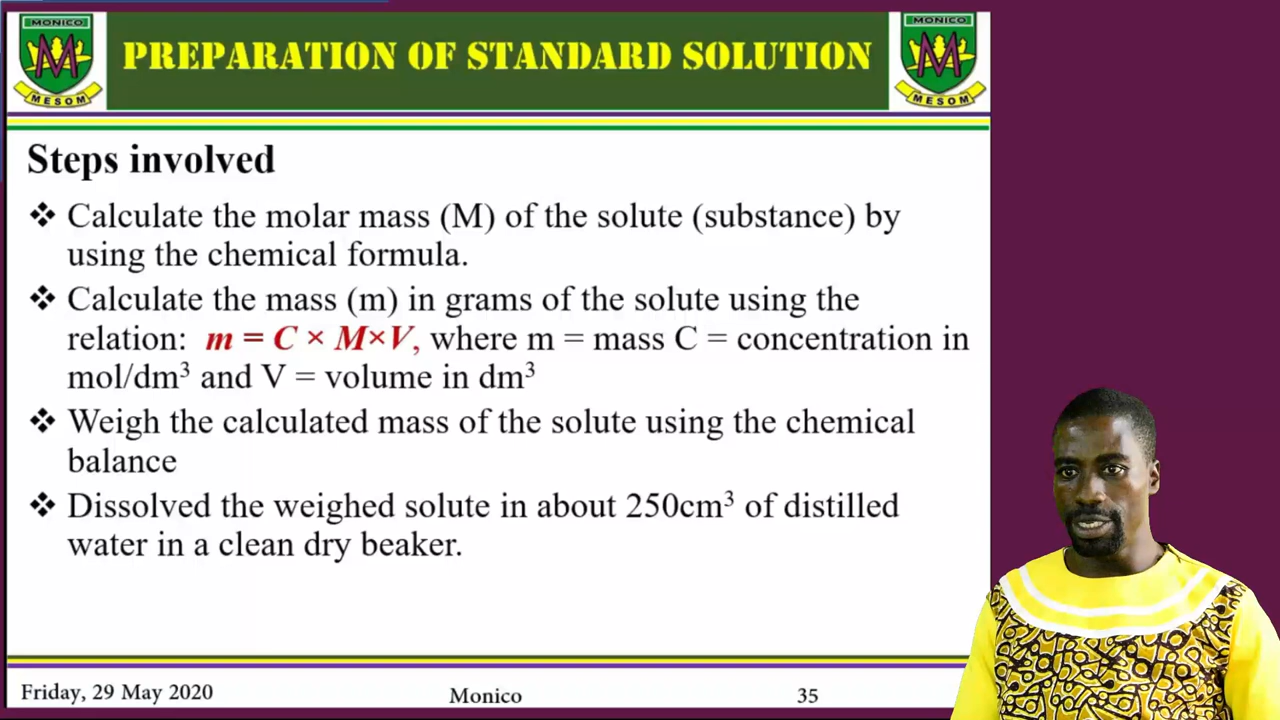 MONICO
M
MESOM
PREPARATION OF STANDARD SOLUTION
MONICO
M
MESOM
Steps involved
❖ Calculate the molar mass (M) of the solute (substance) by
using the chemical formula.
❖ Calculate the mass (m) in grams of the solute using the
relation: m = C × M×V, where m = mass C = concentration in
mol/dm³ and V = volume in dm³
❖ Weigh the calculated mass of the solute using the chemical
balance
❖ Dissolved the weighed solute in about 250cm³ of distilled
water in a clean dry beaker.
Friday, 29 May 2020
Monico
35